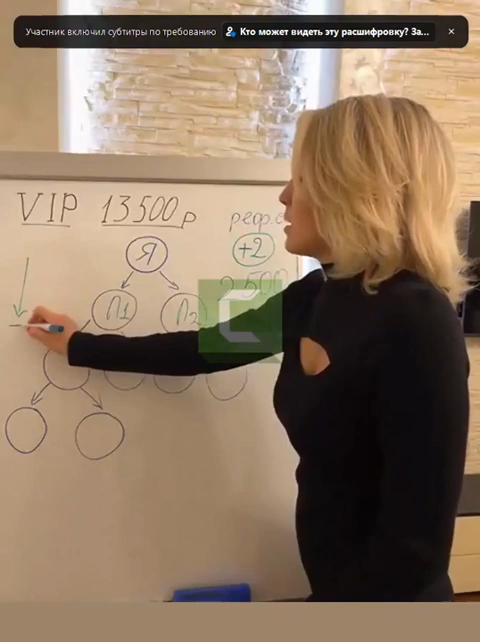 Участник включил субтитры по требованию Кто может видеть эту расшифровку? За...
VIP 13500 р
Я
+2
П1 П2